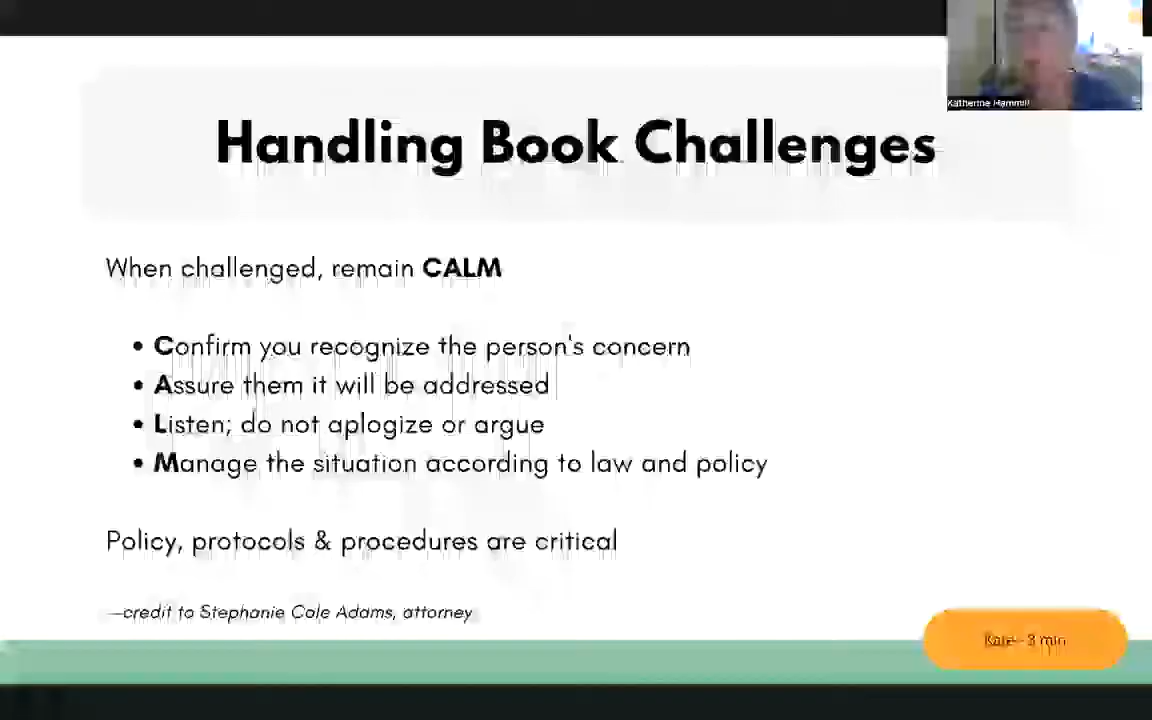 Katherine Hammill
Handling Book Challenges
When challenged, remain CALM
• Confirm you recognize the person's concern
• Assure them it will be addressed
• Listen; do not aplogize or argue
• Manage the situation according to law and policy
Policy, protocols & procedures are critical
—credit to Stephanie Cole Adams, attorney
Kate - 3 min